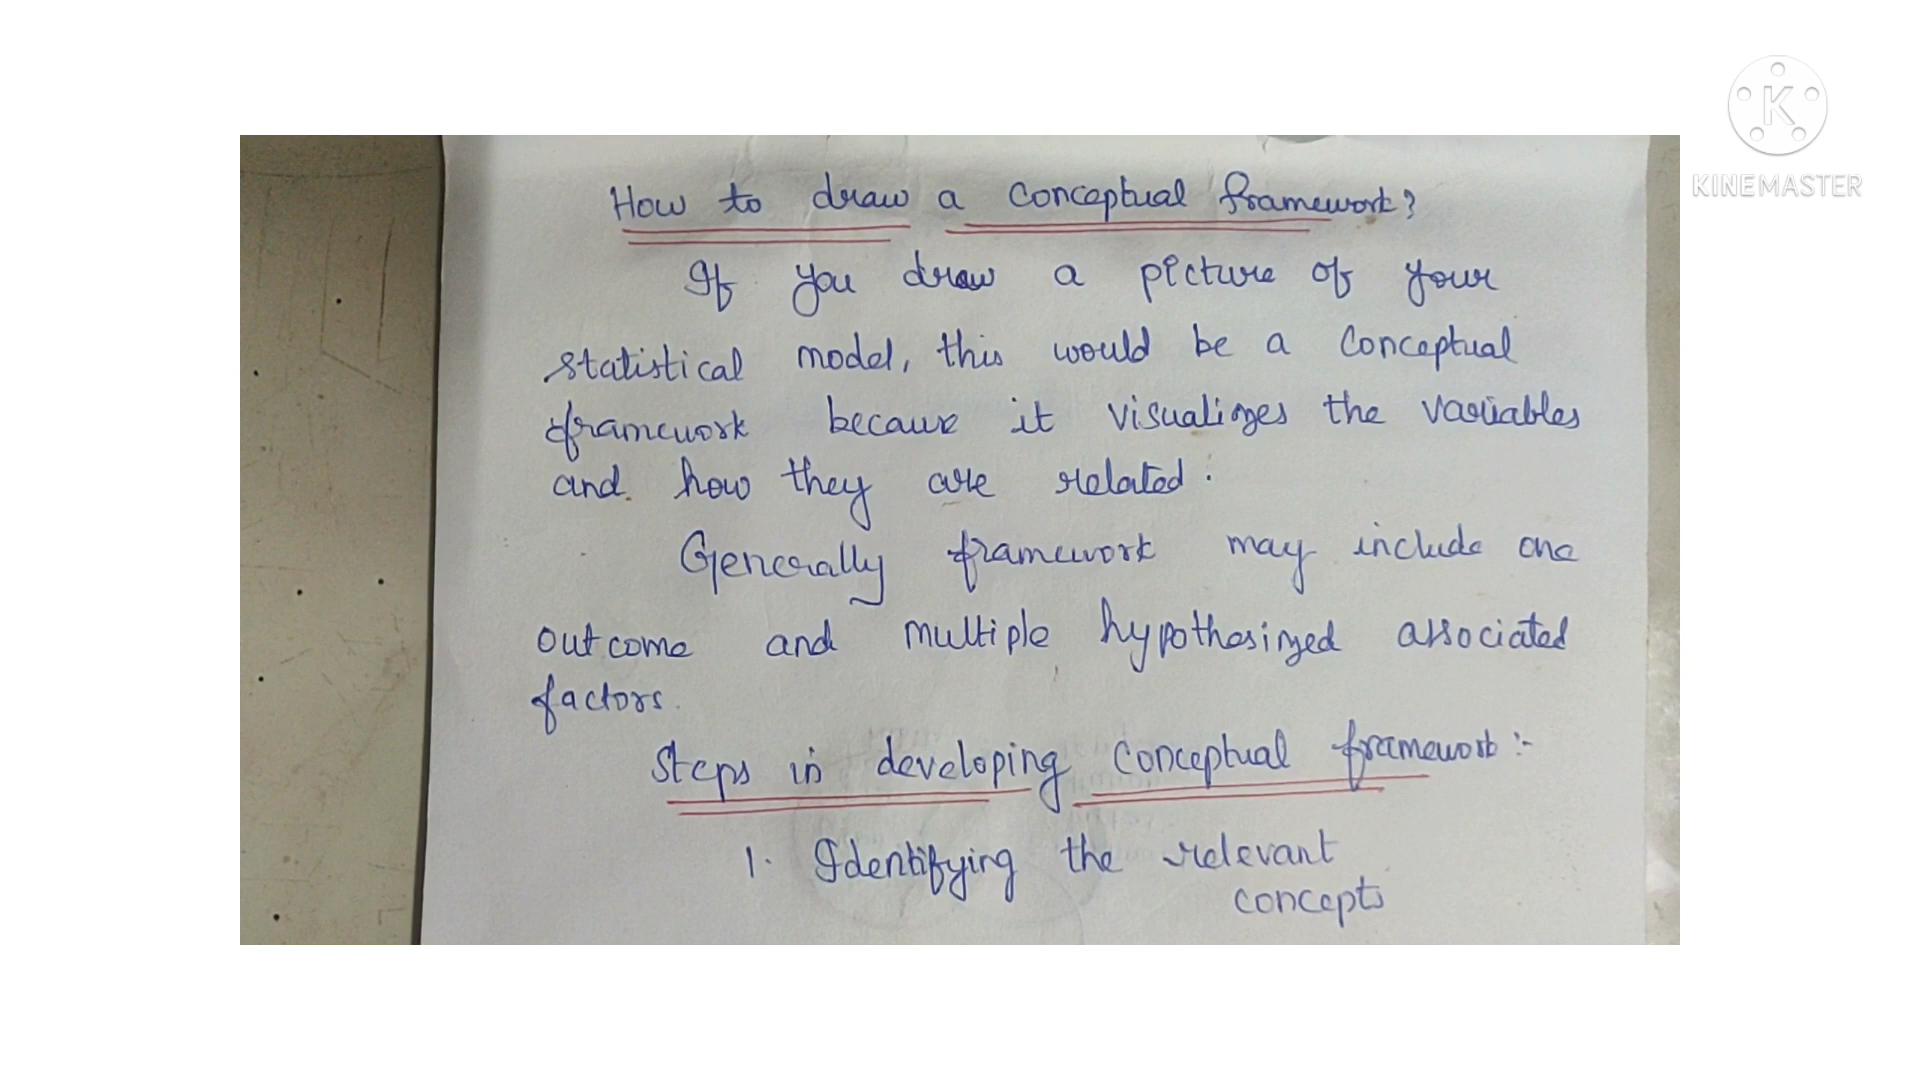 How to draw a conceptual framework?
If you draw a picture of your
statistical model, this would be a conceptual
framework because it visualizes the variables
and how they are related.
Generally framework may include one
outcome and multiple hypothesized associated
factors.
Steps in developing conceptual framework :-
1. Identifying the relevant
concepts
K
KINEMASTER